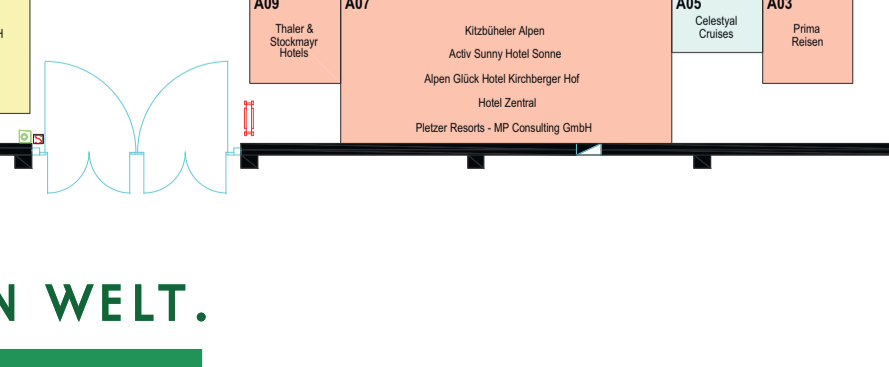 A09
Thaler &
Stockmayr
Hotels
A07
Kitzbüheler Alpen
Activ Sunny Hotel Sonne
Alpen Glück Hotel Kirchberger Hof
Hotel Zentral
Pletzer Resorts - MP Consulting GmbH
A05
Celestyal
Cruises
A03
Prima
Reisen
H
S
N WELT.